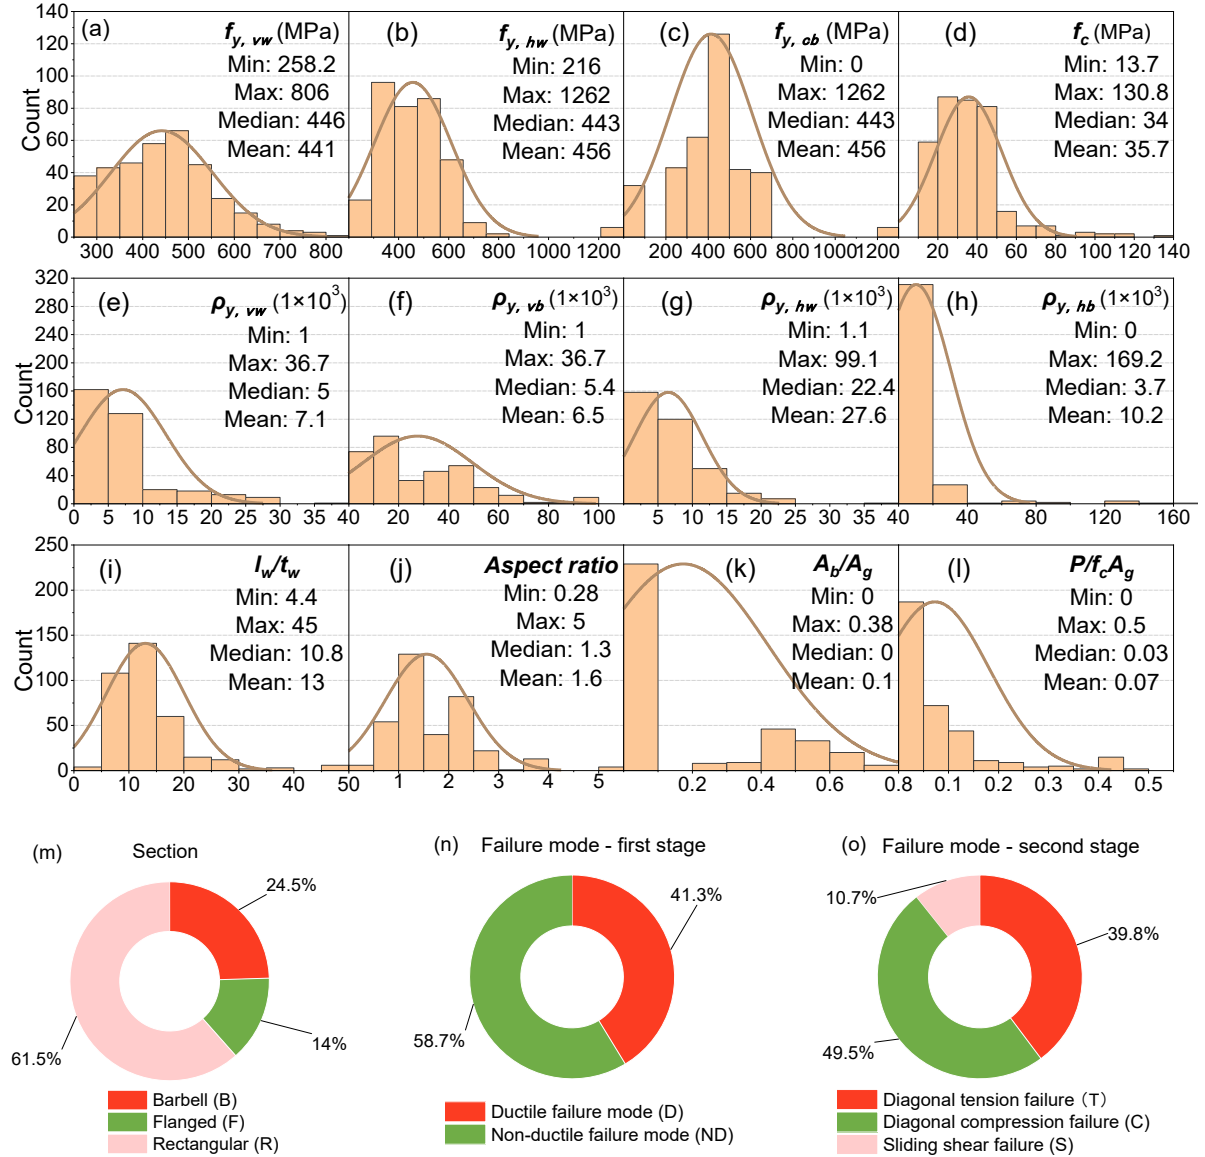 (a)
f_y, vw (MPa)
Min: 258.2
Max: 806
Median: 446
Mean: 441
(b)
f_y, hw (MPa)
Min: 216
Max: 1262
Median: 443
Mean: 456
(c)
f_y, cb (MPa)
Min: 0
Max: 1262
Median: 443
Mean: 456
(d)
f_c (MPa)
Min: 13.7
Max: 130.8
Median: 34
Mean: 35.7
Count
140
120
100
80
60
40
20
0
300 400 500 600 700 800
400 600 800 1000
200 400 600 1000
20 40 60 80 100 120 140
(e)
ρ_y, vw (1×10³)
Min: 1
Max: 36.7
Median: 5
Mean: 7.1
(f)
ρ_y, vb (1×10³)
Min: 1
Max: 36.7
Median: 5.4
Mean: 6.5
(g)
ρ_y, hw (1×10³)
Min: 1.1
Max: 99.1
Median: 22.4
Mean: 27.6
(h)
ρ_y, hb (1×10³)
Min: 0
Max: 169.2
Median: 3.7
Mean: 10.2
Count
320
280
240
200
160
120
80
40
0
0 5 10 15 20 25 30 35 40
20 40 60 80 100
5 10 15 20 25 30 35 40
40 80 120 160
(i)
l_w/t_w
Min: 4.4
Max: 45
Median: 10.8
Mean: 13
(j)
Aspect ratio
Min: 0.28
Max: 5
Median: 1.3
Mean: 1.6
(k)
A_b/A_g
Min: 0
Max: 0.38
Median: 0
Mean: 0.1
(l)
P/f_cA_g
Min: 0
Max: 0.5
Median: 0.03
Mean: 0.07
Count
250
200
150
100
50
0
0 10 20 30 40 50
1 2 3 4 5
0.2 0.4 0.6 0.8
0.1 0.2 0.3 0.4 0.5
(m)
Section
24.5%
14%
61.5%
Barbell (B)
Flanged (F)
Rectangular (R)
(n)
Failure mode - first stage
41.3%
58.7%
Ductile failure mode (D)
Non-ductile failure mode (ND)
(o)
Failure mode - second stage
10.7%
39.8%
49.5%
Diagonal tension failure (T)
Diagonal compression failure (C)
Sliding shear failure (S)